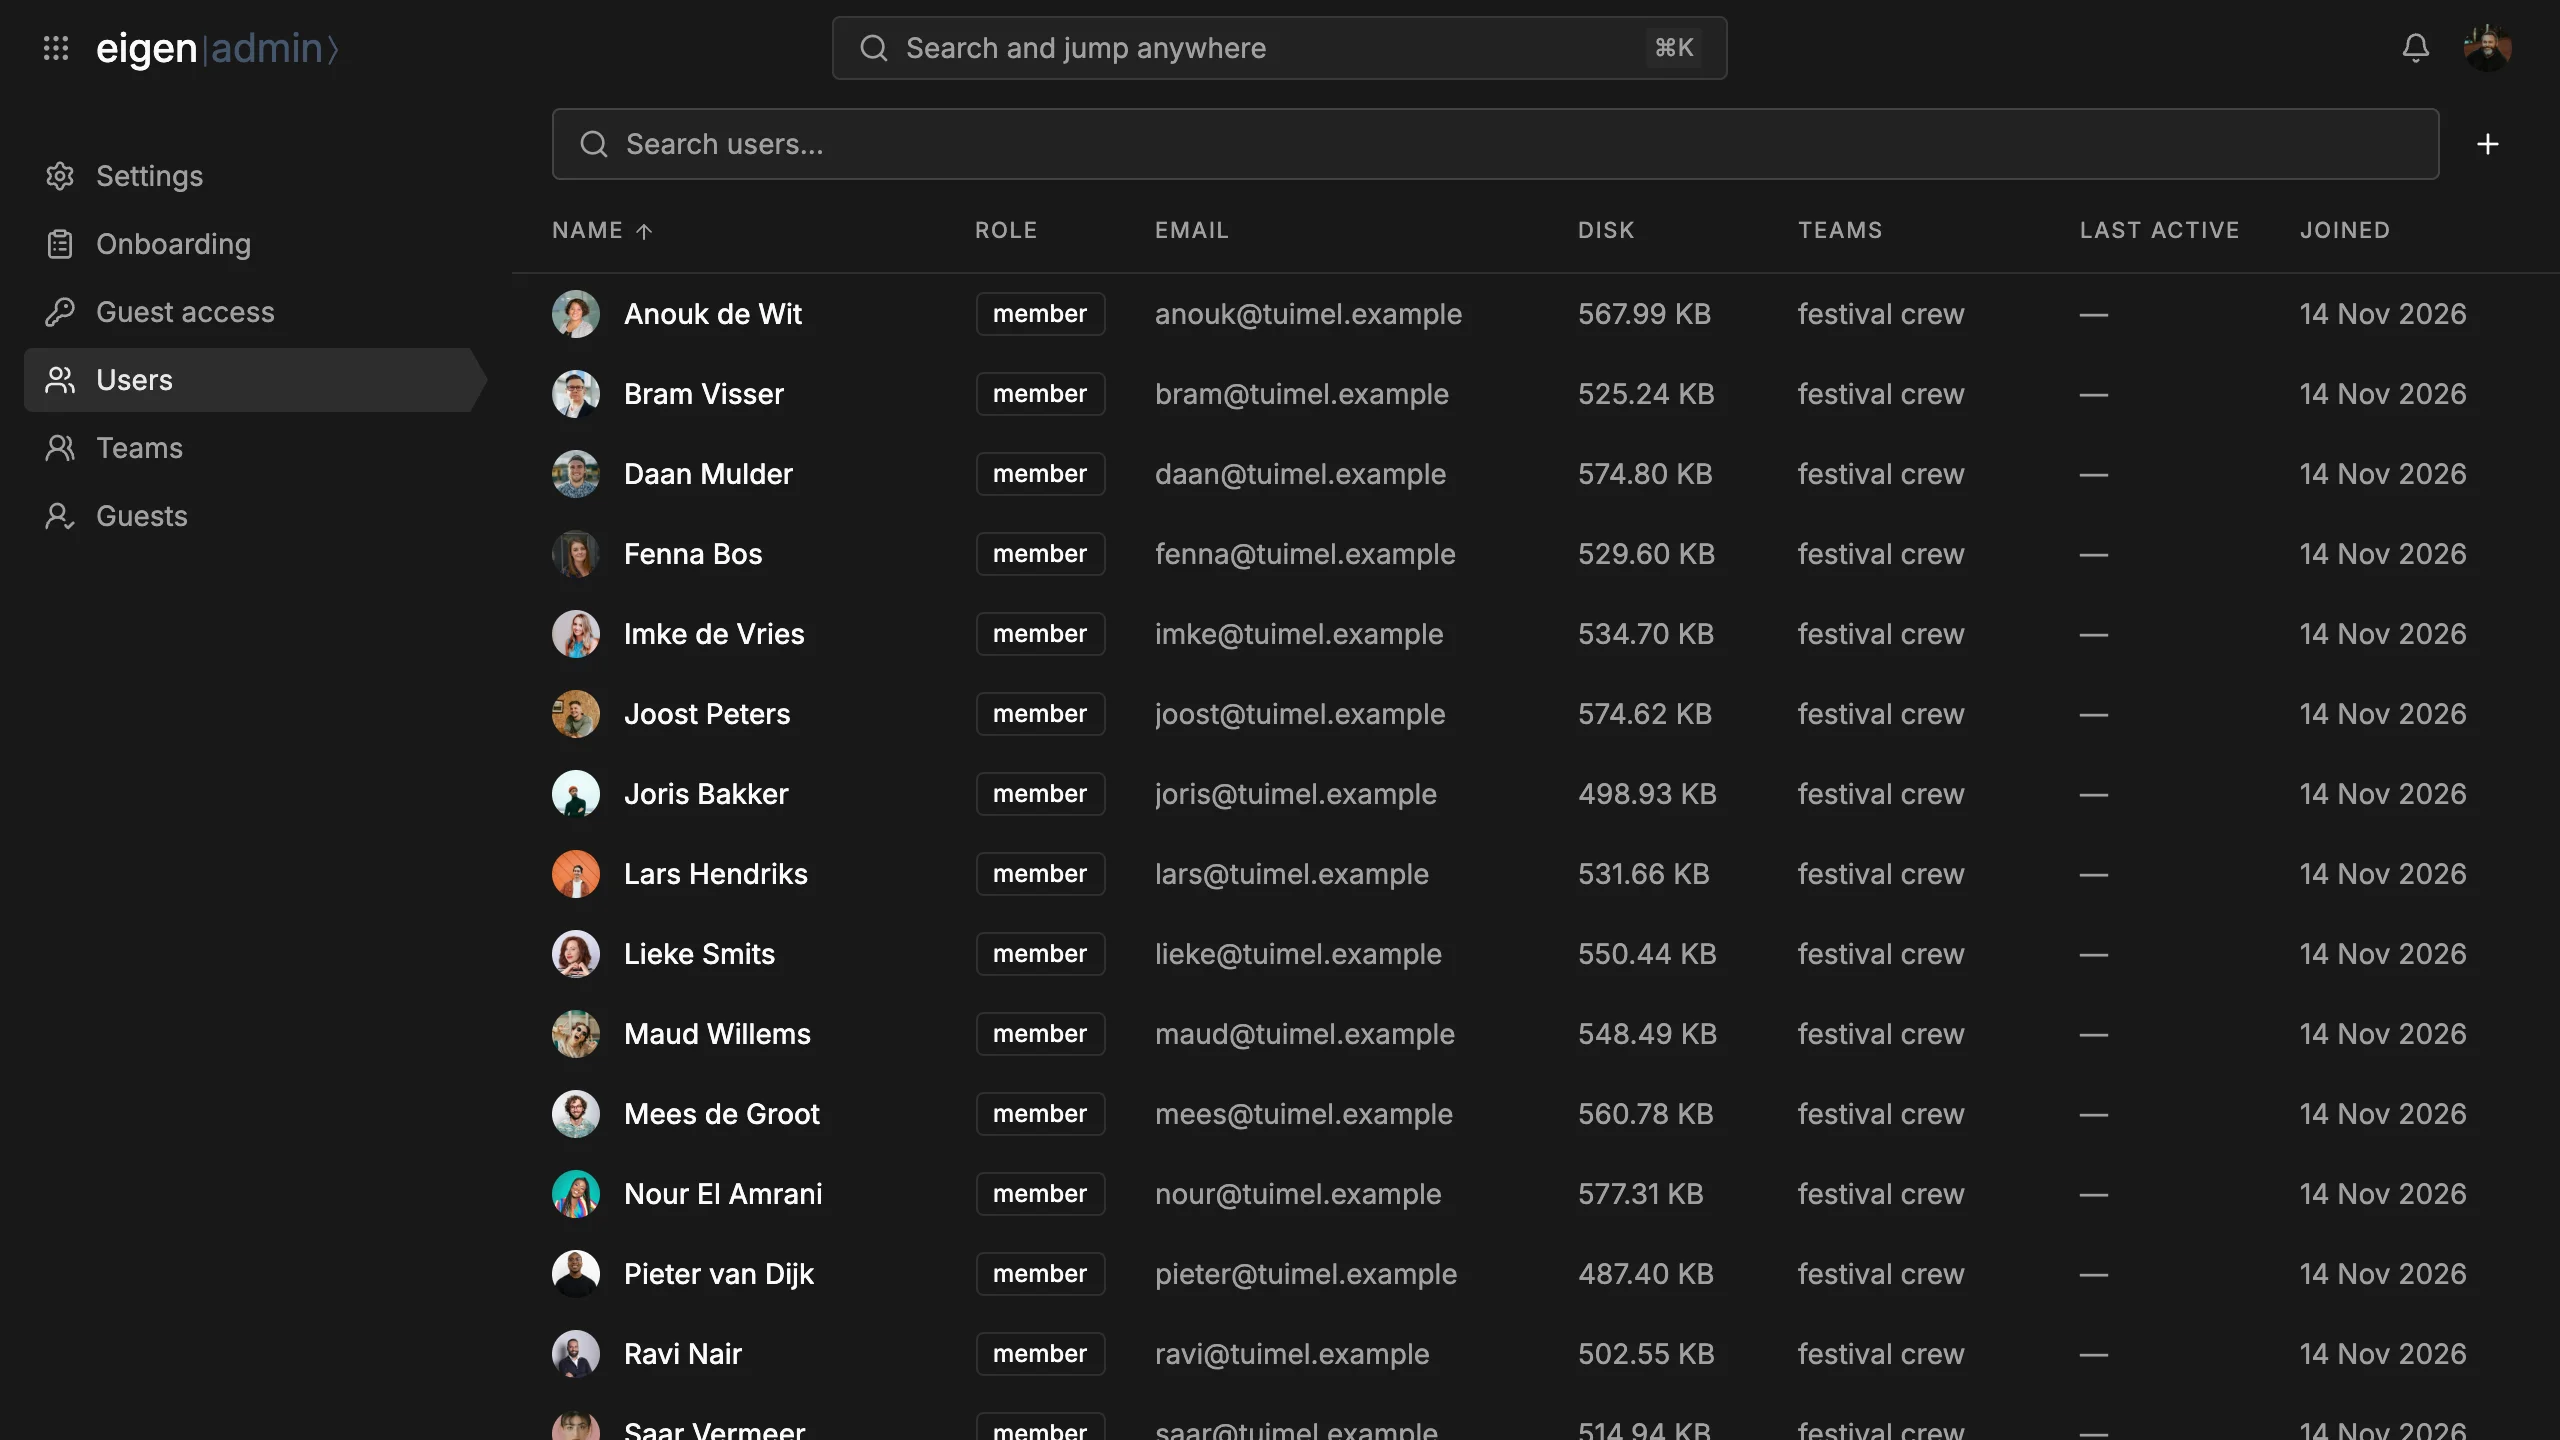 eigen|admin⟩
Search and jump anywhere ⌘K
Settings
Onboarding
Guest access
Users
Teams
Guests
Search users...
NAME ↑ ROLE EMAIL DISK TEAMS LAST ACTIVE JOINED
Anouk de Wit member anouk@tuimel.example 567.99 KB festival crew — 14 Nov 2026
Bram Visser member bram@tuimel.example 525.24 KB festival crew — 14 Nov 2026
Daan Mulder member daan@tuimel.example 574.80 KB festival crew — 14 Nov 2026
Fenna Bos member fenna@tuimel.example 529.60 KB festival crew — 14 Nov 2026
Imke de Vries member imke@tuimel.example 534.70 KB festival crew — 14 Nov 2026
Joost Peters member joost@tuimel.example 574.62 KB festival crew — 14 Nov 2026
Joris Bakker member joris@tuimel.example 498.93 KB festival crew — 14 Nov 2026
Lars Hendriks member lars@tuimel.example 531.66 KB festival crew — 14 Nov 2026
Lieke Smits member lieke@tuimel.example 550.44 KB festival crew — 14 Nov 2026
Maud Willems member maud@tuimel.example 548.49 KB festival crew — 14 Nov 2026
Mees de Groot member mees@tuimel.example 560.78 KB festival crew — 14 Nov 2026
Nour El Amrani member nour@tuimel.example 577.31 KB festival crew — 14 Nov 2026
Pieter van Dijk member pieter@tuimel.example 487.40 KB festival crew — 14 Nov 2026
Ravi Nair member ravi@tuimel.example 502.55 KB festival crew — 14 Nov 2026
Saar Vermeer member saar@tuimel.example 514.94 KB festival crew — 14 Nov 2026